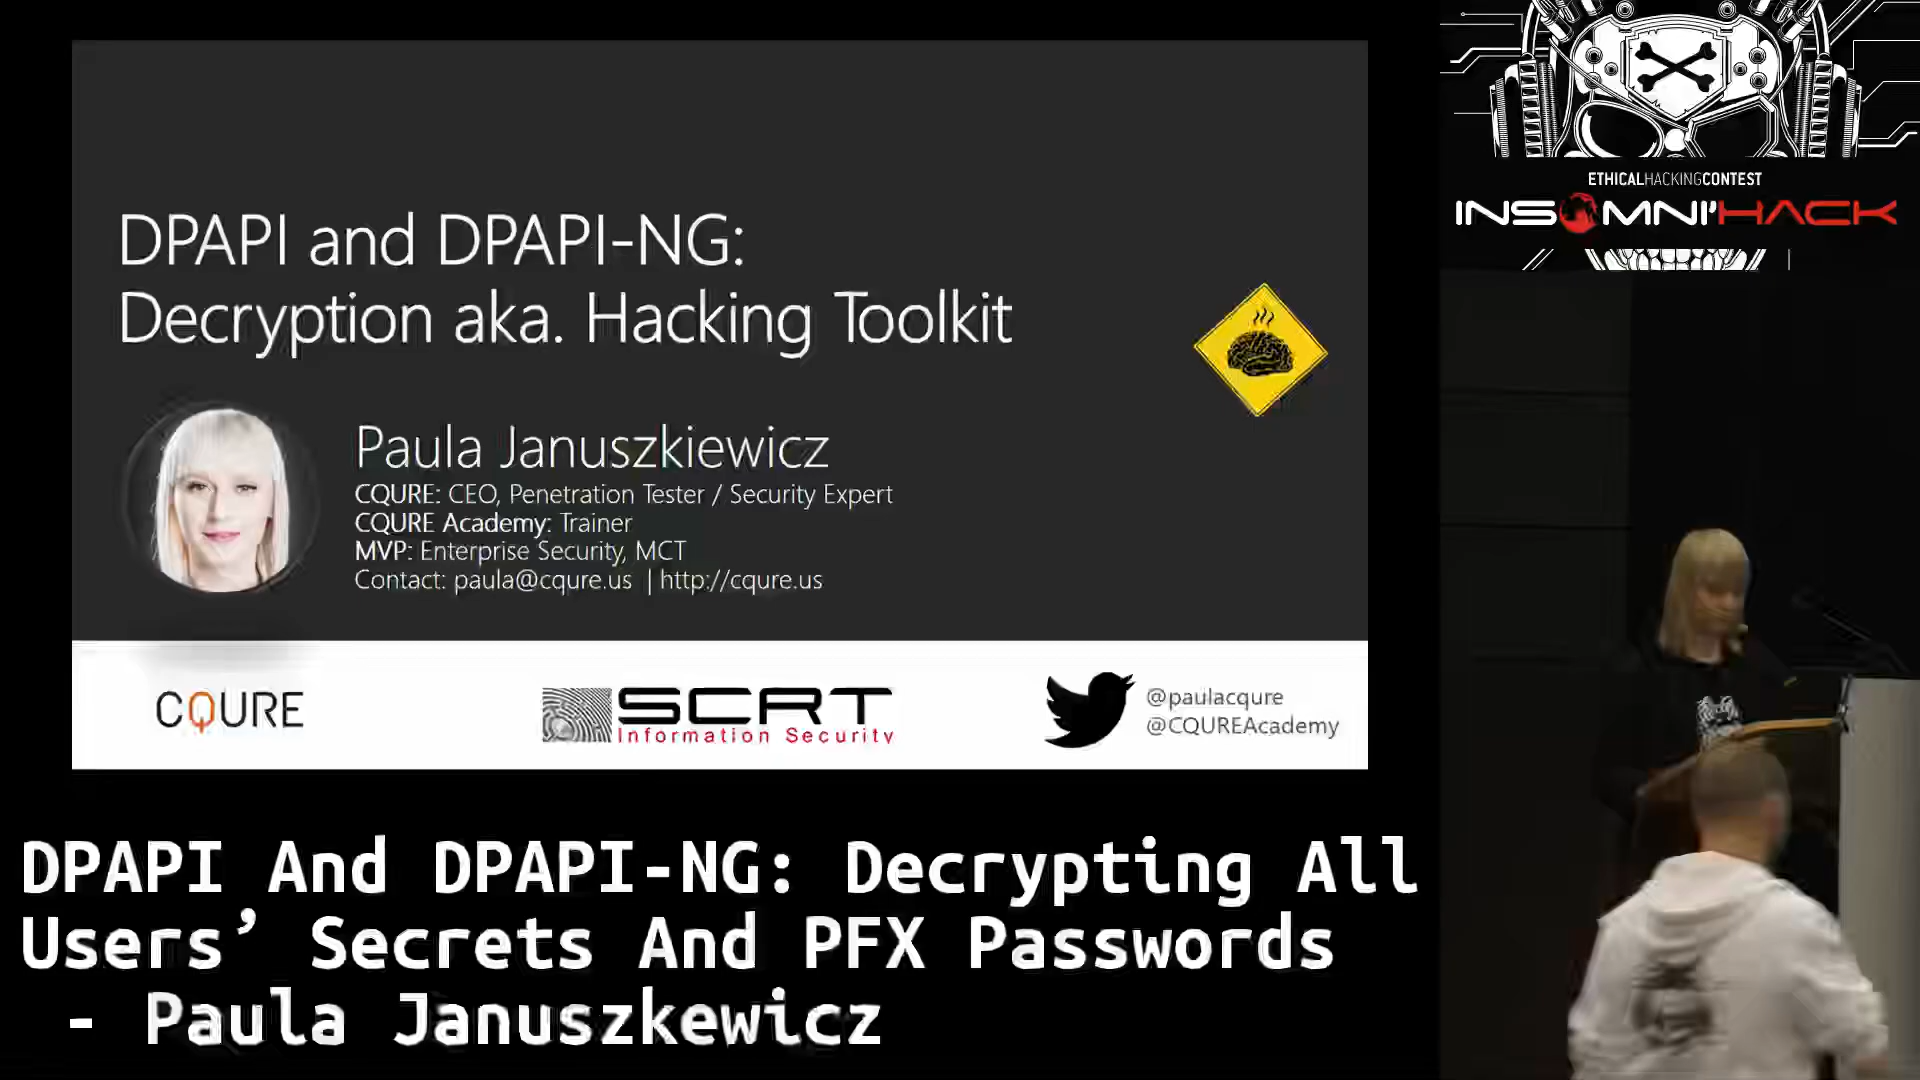 DPAPI and DPAPI-NG:
Decryption aka. Hacking Toolkit
Paula Januszkiewicz
CQURE: CEO, Penetration Tester / Security Expert
CQURE Academy: Trainer
MVP: Enterprise Security, MCT
Contact: paula@cqure.us | http://cqure.us
CQURE
SCRT
Information Security
@paulacqure
@CQUREAcademy
DPAPI And DPAPI-NG: Decrypting All
Users’ Secrets And PFX Passwords
- Paula Januszkewicz
ETHICALHACKINGCONTEST
INSOMNI'HACK